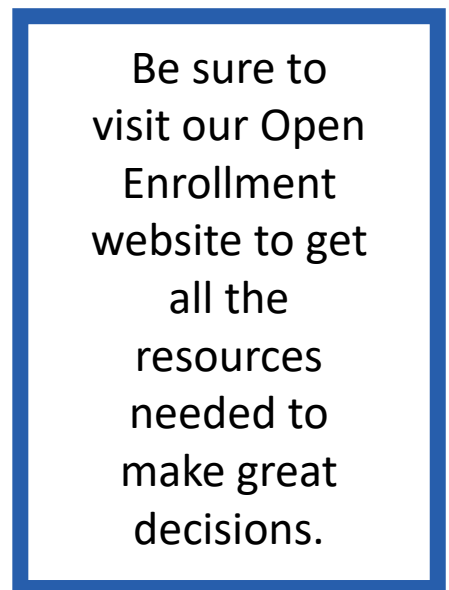 Be sure to
visit our Open
Enrollment
website to get
all the
resources
needed to
make great
decisions.